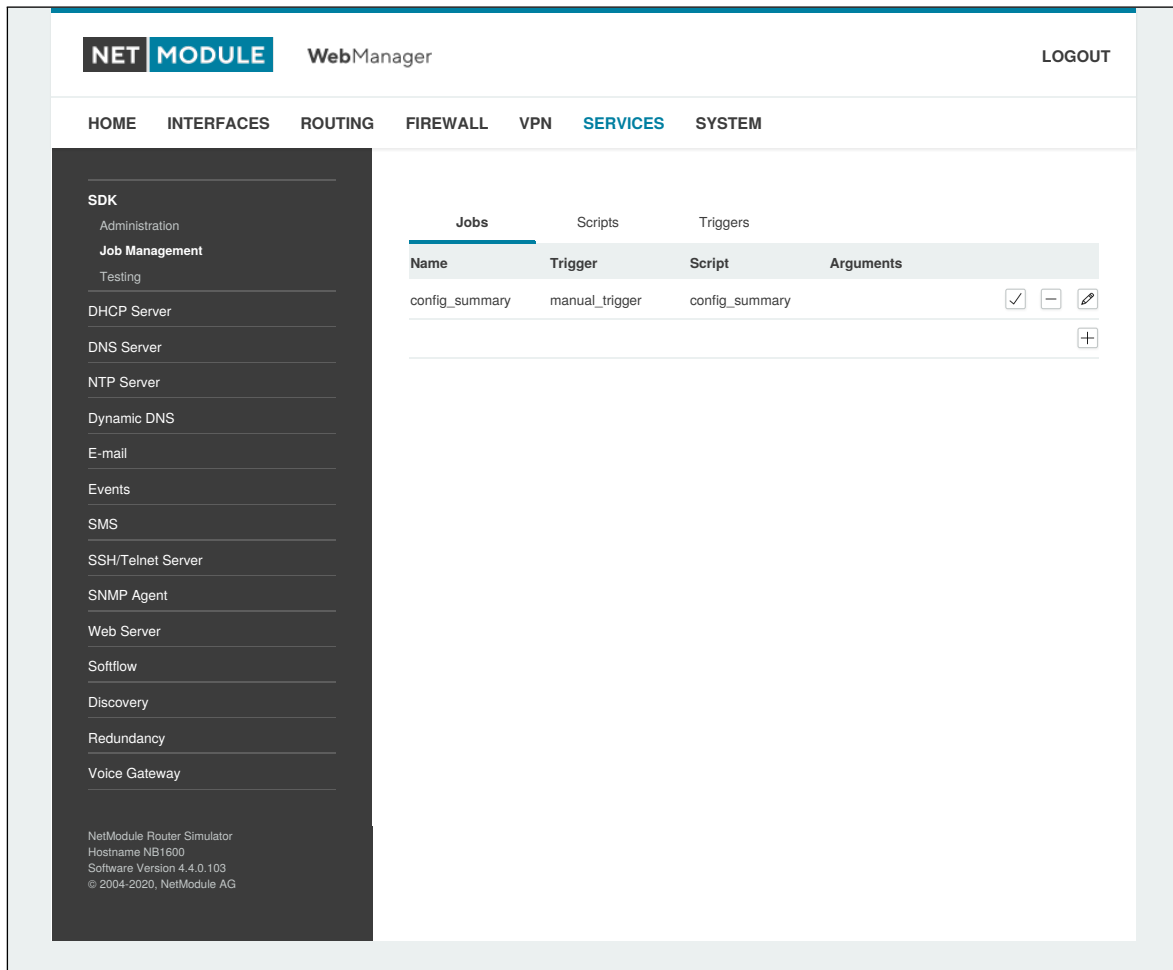 NET MODULE WebManager LOGOUT
HOME INTERFACES ROUTING FIREWALL VPN SERVICES SYSTEM
SDK
Administration
Job Management
Testing
DHCP Server
DNS Server
NTP Server
Dynamic DNS
E-mail
Events
SMS
SSH/Telnet Server
SNMP Agent
Web Server
Softflow
Discovery
Redundancy
Voice Gateway
NetModule Router Simulator
Hostname NB1600
Software Version 4.4.0.103
© 2004-2020, NetModule AG
Jobs Scripts Triggers
Name Trigger Script Arguments
config_summary manual_trigger config_summary